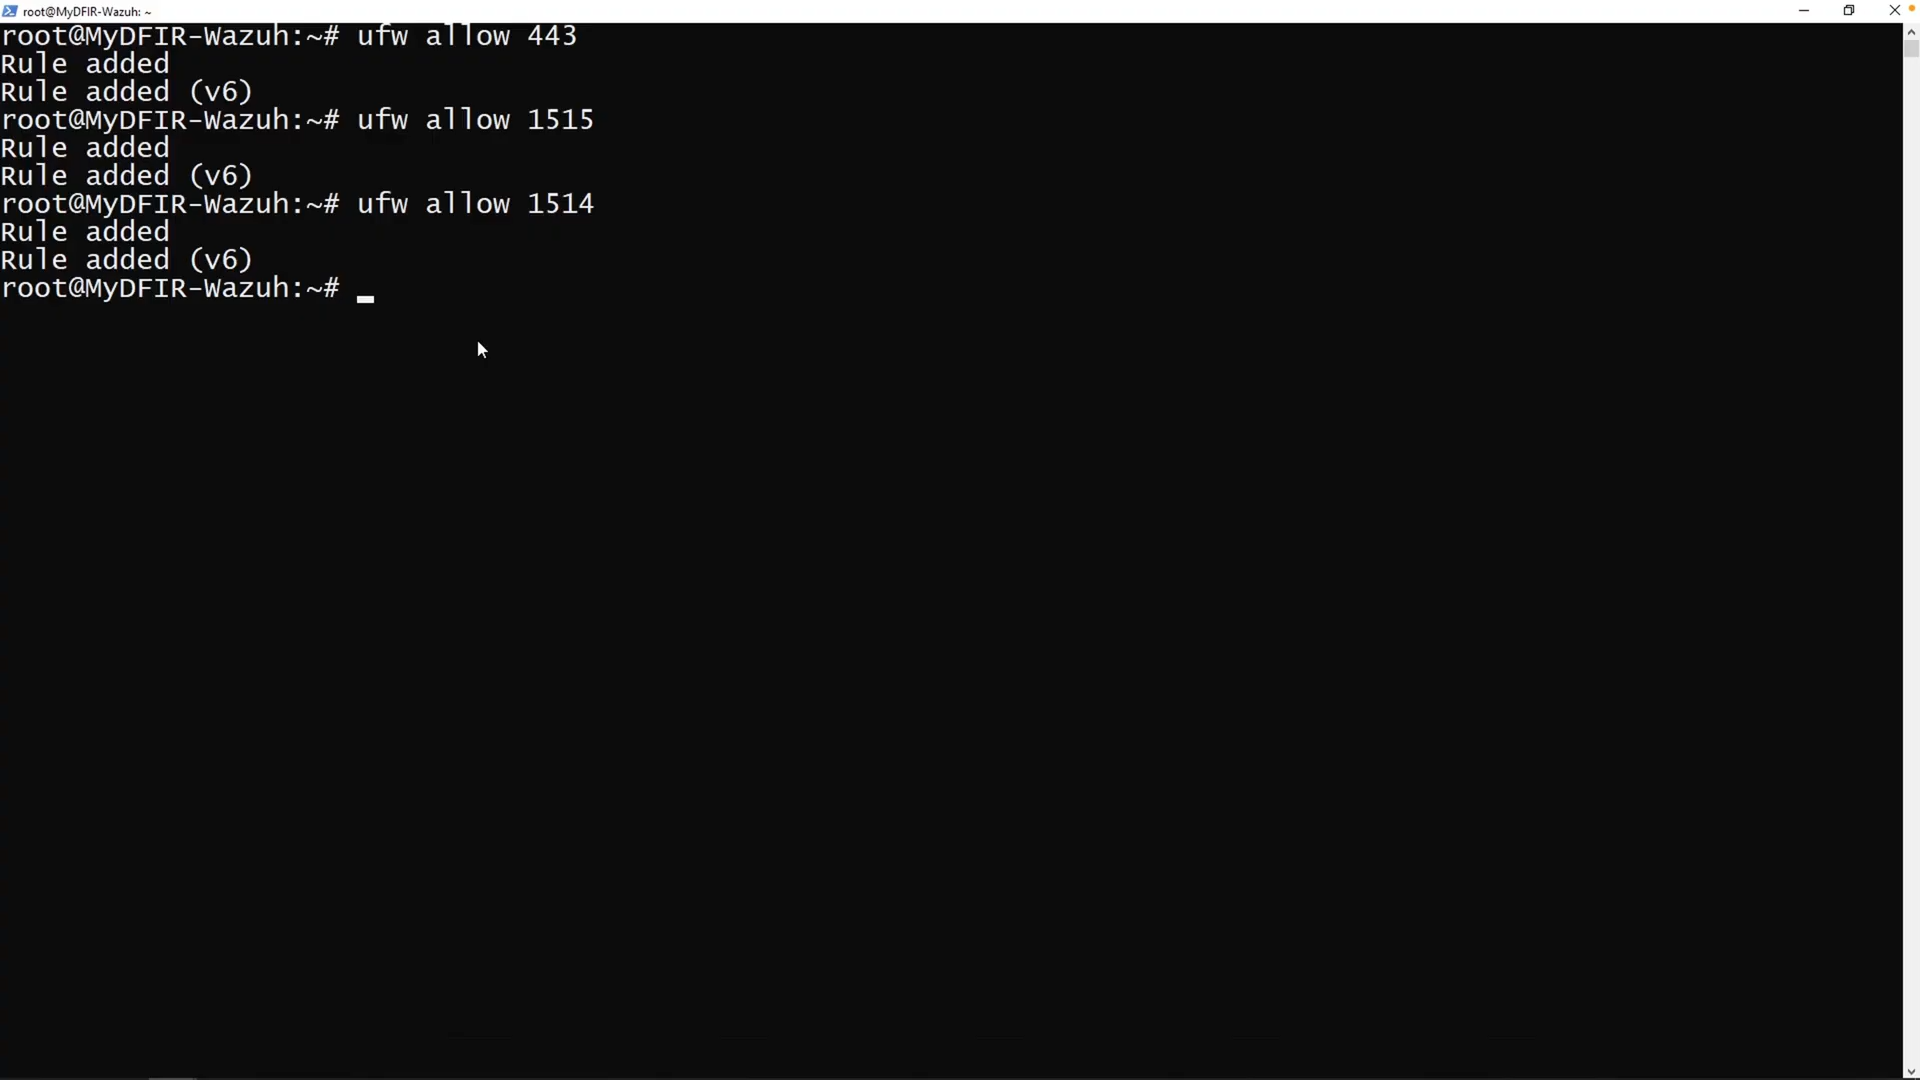 root@MyDFIR-Wazuh: ~
root@MyDFIR-Wazuh:~# ufw allow 443
Rule added
Rule added (v6)
root@MyDFIR-Wazuh:~# ufw allow 1515
Rule added
Rule added (v6)
root@MyDFIR-Wazuh:~# ufw allow 1514
Rule added
Rule added (v6)
root@MyDFIR-Wazuh:~#